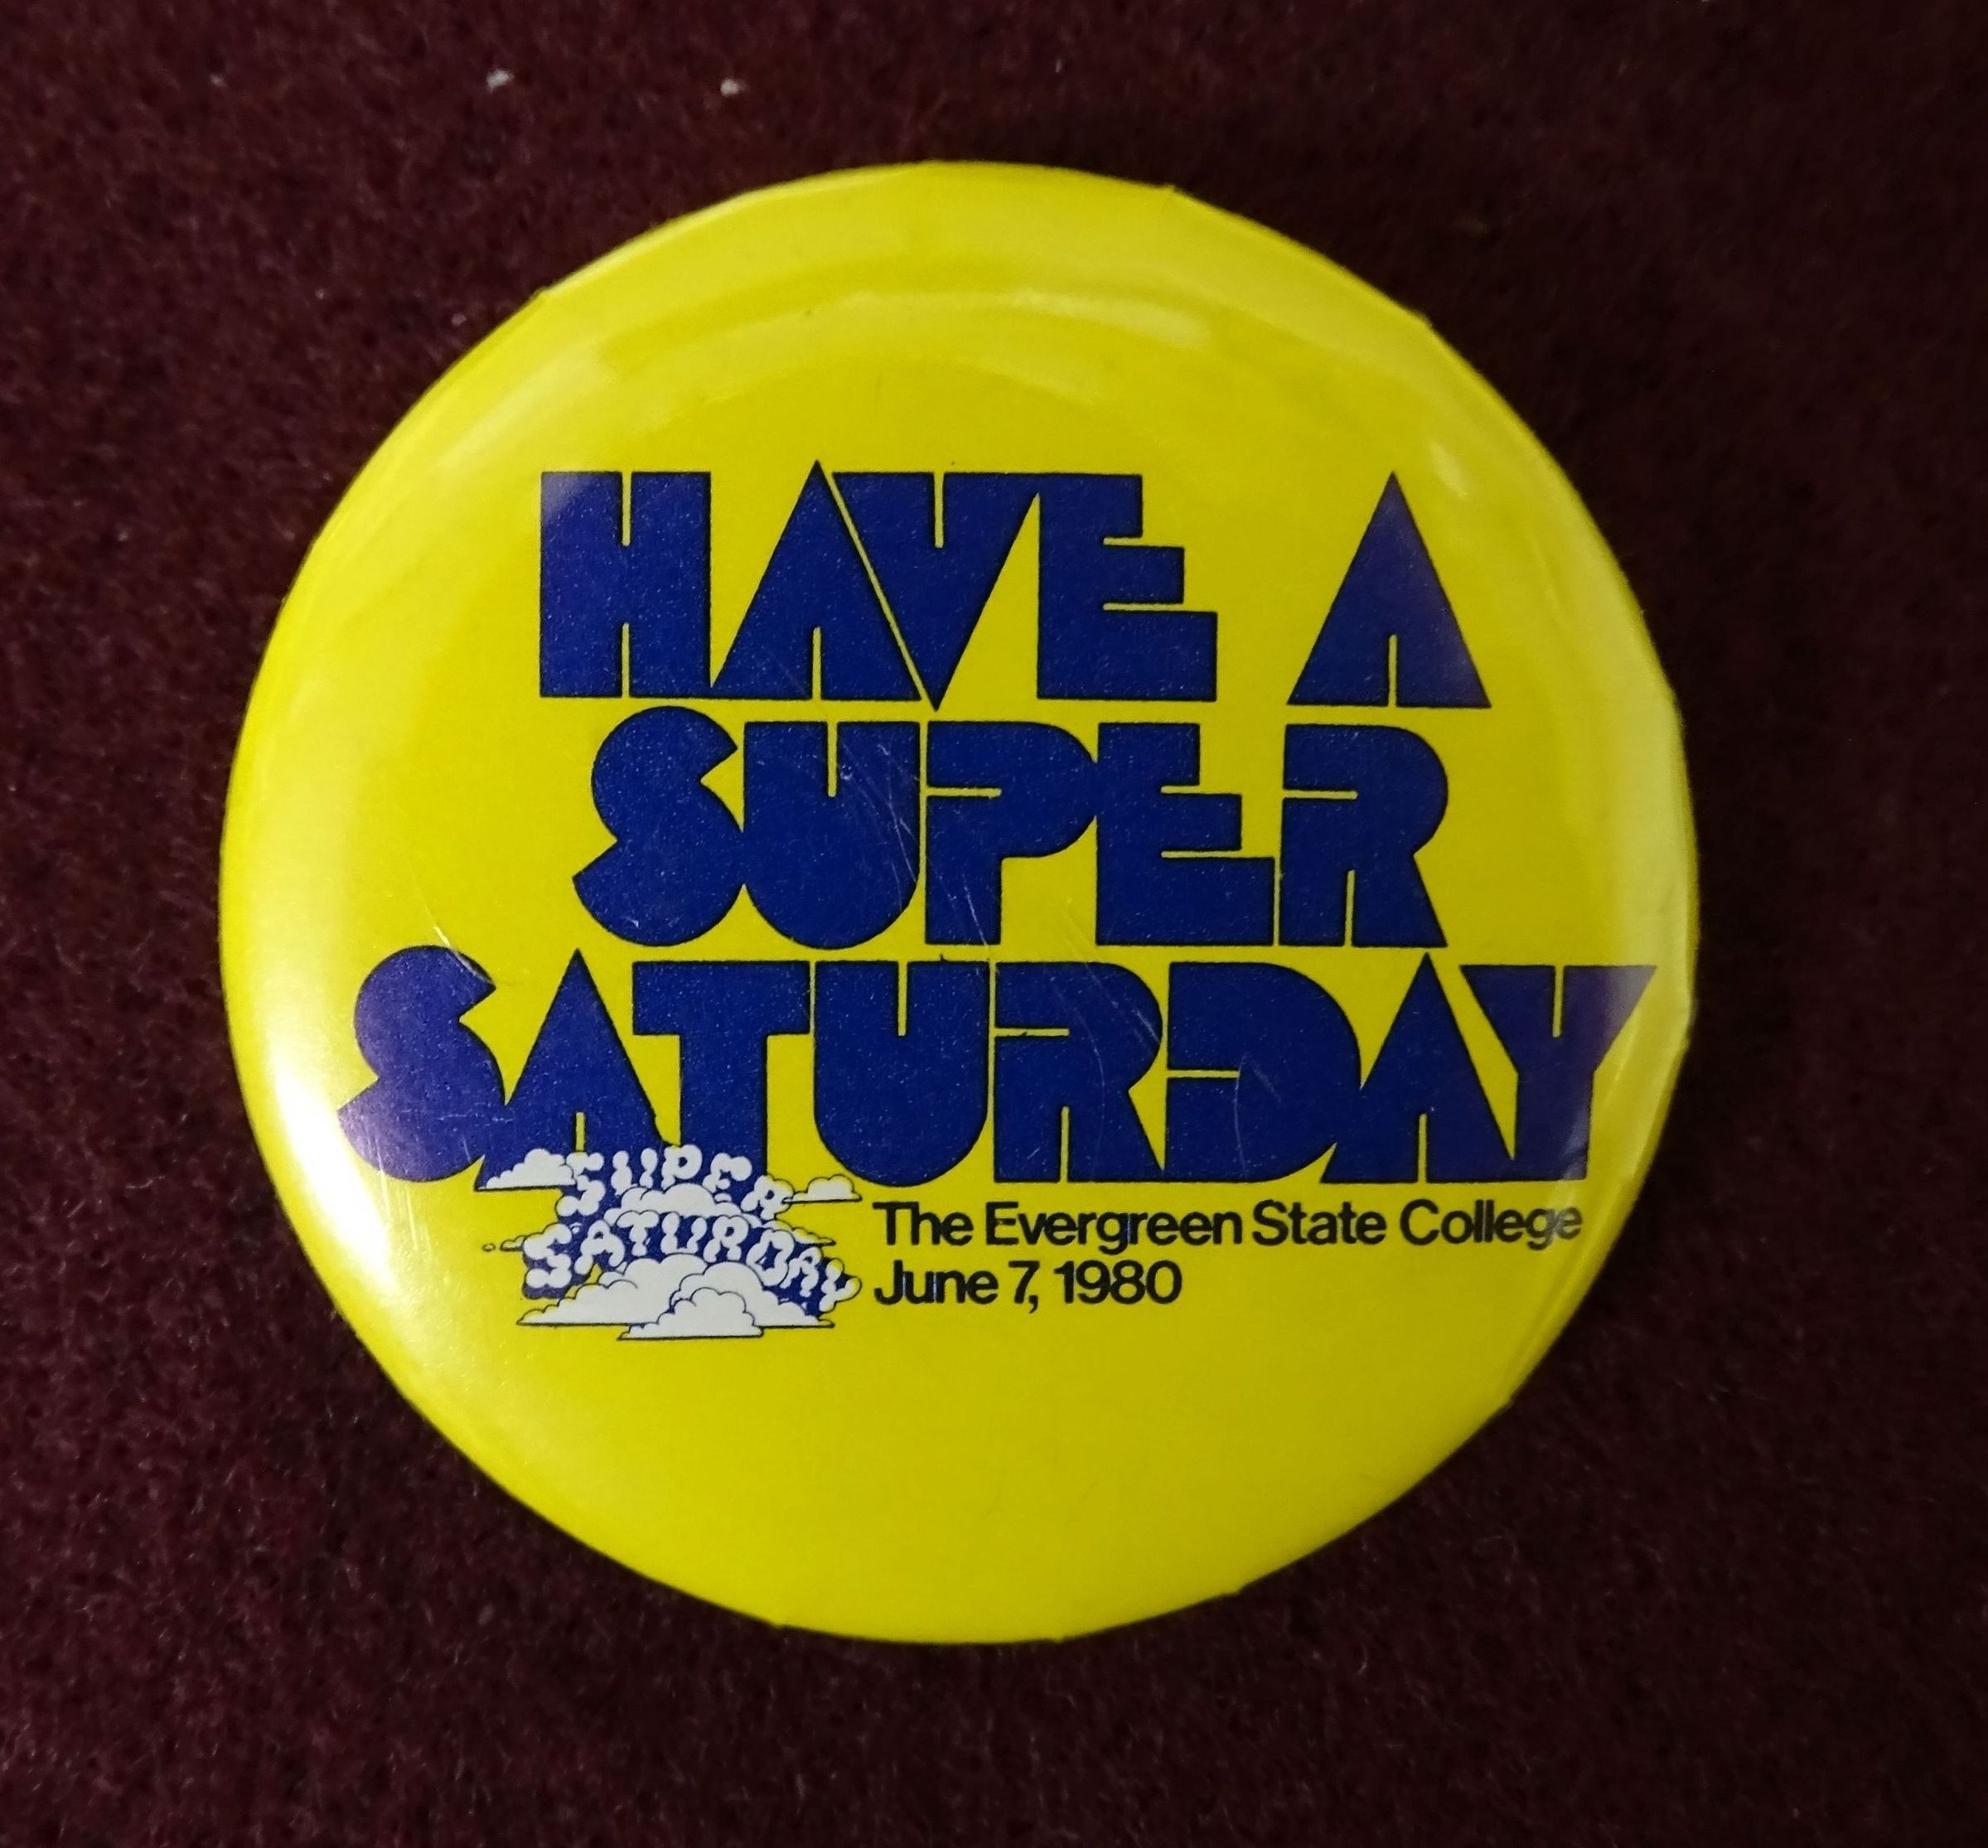 HAVE A
SUPER
SATURDAY
SUPER
SATURDAY
The Evergreen State College
June 7, 1980